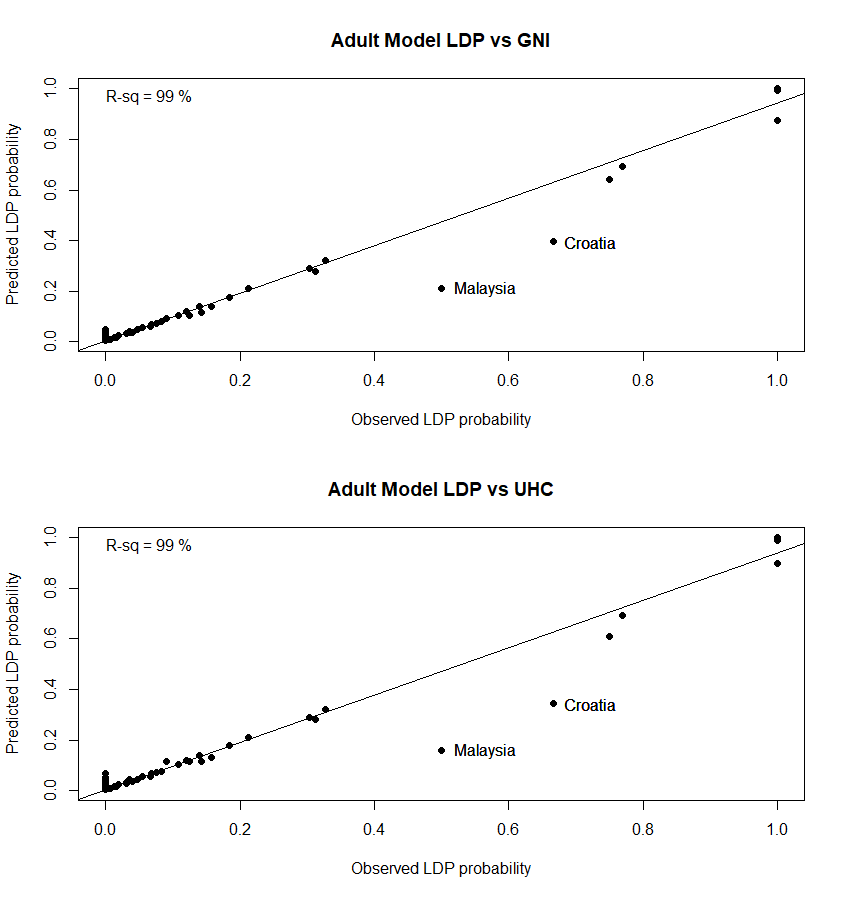 Adult Model LDP vs GNI
R-sq = 99 %
Predicted LDP probability
0.0 0.2 0.4 0.6 0.8 1.0
Croatia
Malaysia
0.0 0.2 0.4 0.6 0.8 1.0
Observed LDP probability
Adult Model LDP vs UHC
R-sq = 99 %
Predicted LDP probability
0.0 0.2 0.4 0.6 0.8 1.0
Croatia
Malaysia
0.0 0.2 0.4 0.6 0.8 1.0
Observed LDP probability